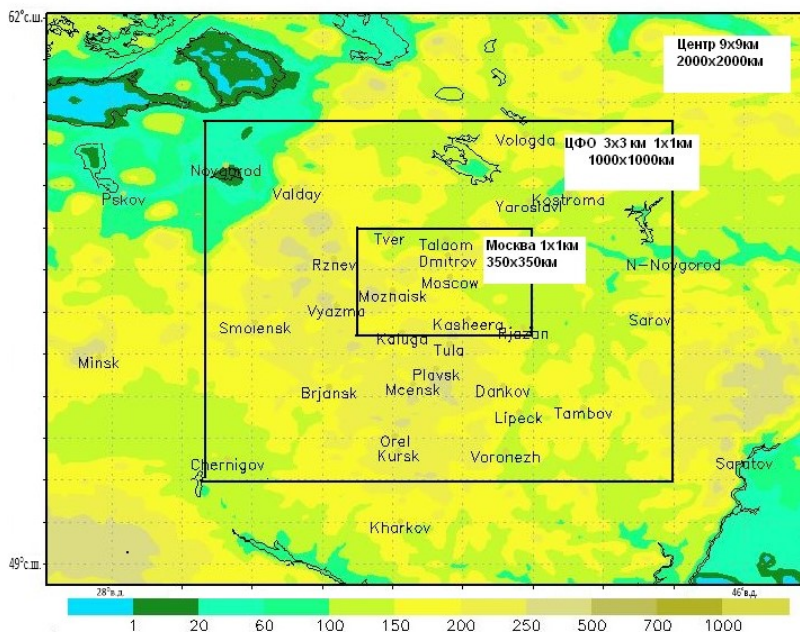 62°с.ш.
Центр 9х9км
2000х2000км
Vologda
ЦФО 3х3 км 1х1км
1000х1000км
Novgorod
Pskov
Valday
Kostroma
Yaroslavl
Tver
Talaom
Москва 1х1км
350х350км
Rznev
Dmitrov
N-Novgorod
Moscow
Mozhaisk
Vyazma
Smoiensk
Kasheera
Sarov
Rjazan
Kaluga
Tula
Minsk
Plavsk
Brjansk
Mcensk
Dankov
Lipeck
Tambov
Orel
Kursk
Voronezh
Chernigov
Saratov
Kharkov
49°с.ш.
28°в.д.
46°в.д.
1 20 60 100 150 200 250 500 700 1000